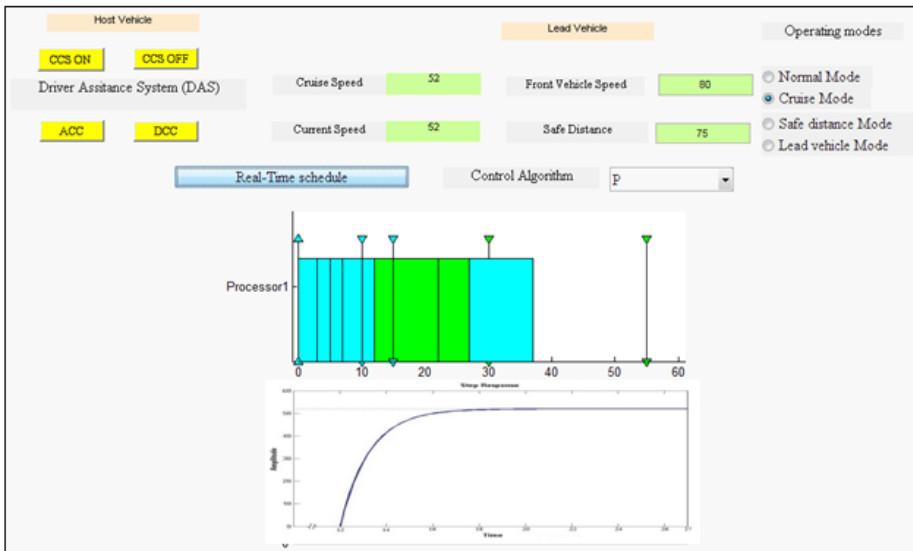 Host Vehicle
Lead Vehicle
Operating modes
CCS ON
CCS OFF
Driver Assitance System (DAS)
Cruise Speed
52
Front Vehicle Speed
80
Normal Mode
Cruise Mode
ACC
DCC
Current Speed
52
Safe Distance
75
Safe distance Mode
Lead vehicle Mode
Real-Time schedule
Control Algorithm
P
Processor1
0 10 20 30 40 50 60
Step Response
Amplitude
Time